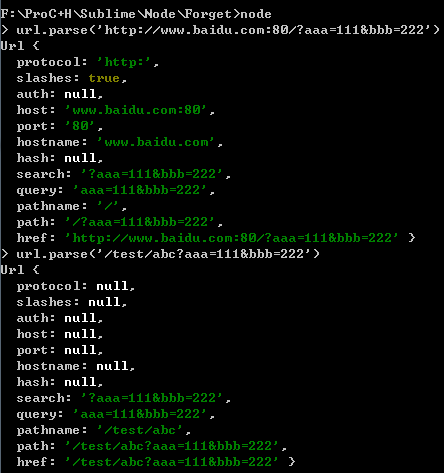 F:\ProC+H\Sublime\Node\Forget>node
> url.parse('http://www.baidu.com:80/?aaa=111&bbb=222')
Url {
  protocol: 'http:',
  slashes: true,
  auth: null,
  host: 'www.baidu.com:80',
  port: '80',
  hostname: 'www.baidu.com',
  hash: null,
  search: '?aaa=111&bbb=222',
  query: 'aaa=111&bbb=222',
  pathname: '/',
  path: '/?aaa=111&bbb=222',
  href: 'http://www.baidu.com:80/?aaa=111&bbb=222' }
> url.parse('/test/abc?aaa=111&bbb=222')
Url {
  protocol: null,
  slashes: null,
  auth: null,
  host: null,
  port: null,
  hostname: null,
  hash: null,
  search: '?aaa=111&bbb=222',
  query: 'aaa=111&bbb=222',
  pathname: '/test/abc',
  path: '/test/abc?aaa=111&bbb=222',
  href: '/test/abc?aaa=111&bbb=222' }